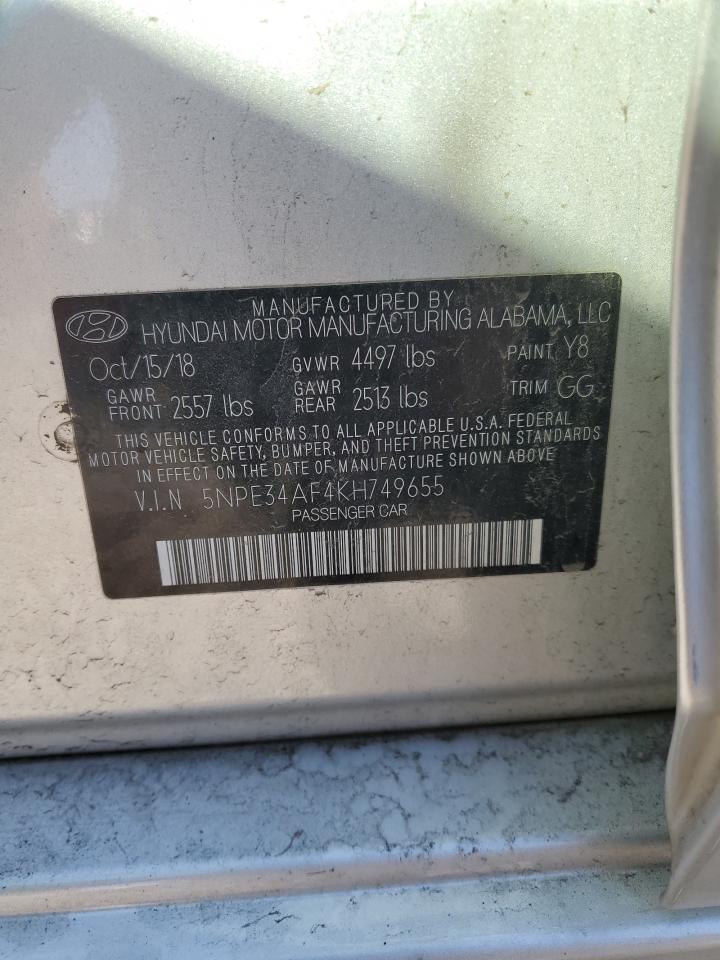 MANUFACTURED BY
HYUNDAI MOTOR MANUFACTURING ALABAMA, LLC
Oct/15/18 GVWR 4497 lbs PAINT Y8
GAWR FRONT 2557 lbs GAWR REAR 2513 lbs TRIM GG
THIS VEHICLE CONFORMS TO ALL APPLICABLE U.S.A. FEDERAL
MOTOR VEHICLE SAFETY, BUMPER, AND THEFT PREVENTION STANDARDS
IN EFFECT ON THE DATE OF MANUFACTURE SHOWN ABOVE.
V.I.N 5NPE34AF4KH749655
PASSENGER CAR